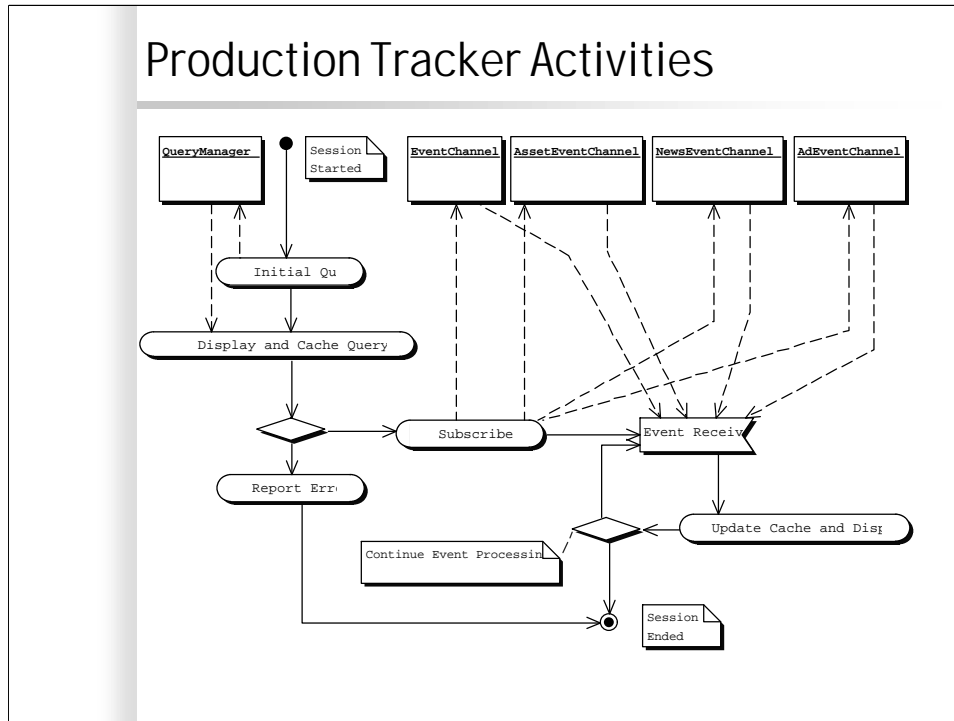 Production Tracker Activities
QueryManager
Session
Started
EventChannel
AssetEventChannel
NewsEventChannel
AdEventChannel
Initial Qu
Display and Cache Query
Subscribe
Event Receiv
Report Err
Update Cache and Disp
Continue Event Processin
Session
Ended